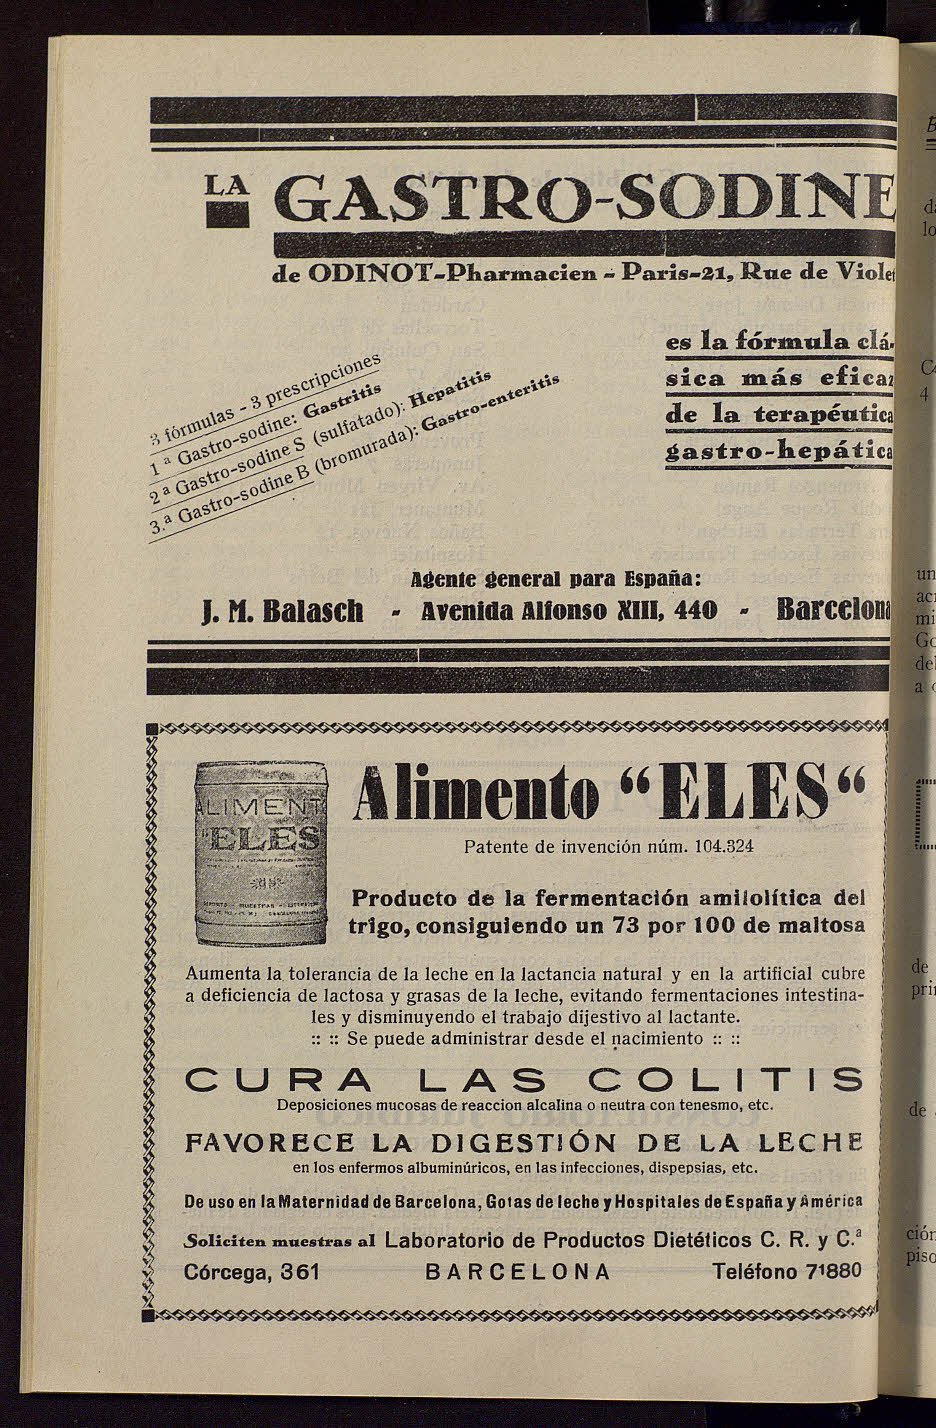 LA GASTRO-SODINE
de ODINOT-Pharmacien - Paris-21, Rue de Violet
es la fórmula clá-
sica más eficaz
de la terapéutica
gastro-hepática
3 fórmulas - 3 prescripciones
1ª Gastro-sodine: Gastritis
2ª Gastro-sodine S (sulfatado): Hepatitis
3.ª Gastro-sodine B (bromurada): Gastro-enteritis
Agente general para España:
J. M. Balasch - Avenida Alfonso XIII, 440 - Barcelona
ALIMENT
"ELES
Alimento “ELES“
Patente de invención núm. 104.324
Producto de la fermentación amilolítica del
trigo, consiguiendo un 73 por 100 de maltosa
Aumenta la tolerancia de la leche en la lactancia natural y en la artificial cubre
a deficiencia de lactosa y grasas de la leche, evitando fermentaciones intestina-
les y disminuyendo el trabajo dijestivo al lactante.
:: :: Se puede administrar desde el nacimiento :: ::
CURA LAS COLITIS
Deposiciones mucosas de reaccion alcalina o neutra con tenesmo, etc.
FAVORECE LA DIGESTIÓN DE LA LECHE
en los enfermos albuminúricos, en las infecciones, dispepsias, etc.
De uso en la Maternidad de Barcelona, Gotas de leche y Hospitales de España y América
Soliciten muestras al Laboratorio de Productos Dietéticos C. R. y C.ª
Córcega, 361 BARCELONA Teléfono 71880